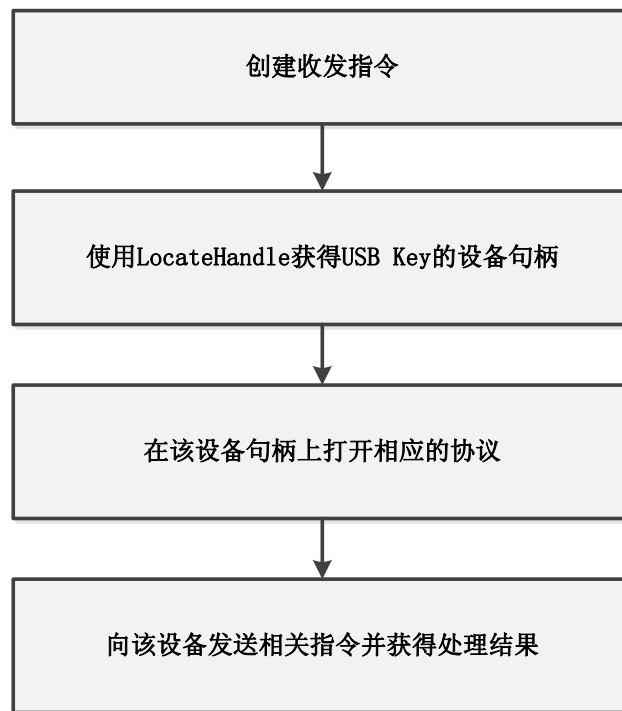 创建收发指令
使用LocateHandle获得USB Key的设备句柄
在该设备句柄上打开相应的协议
向该设备发送相关指令并获得处理结果